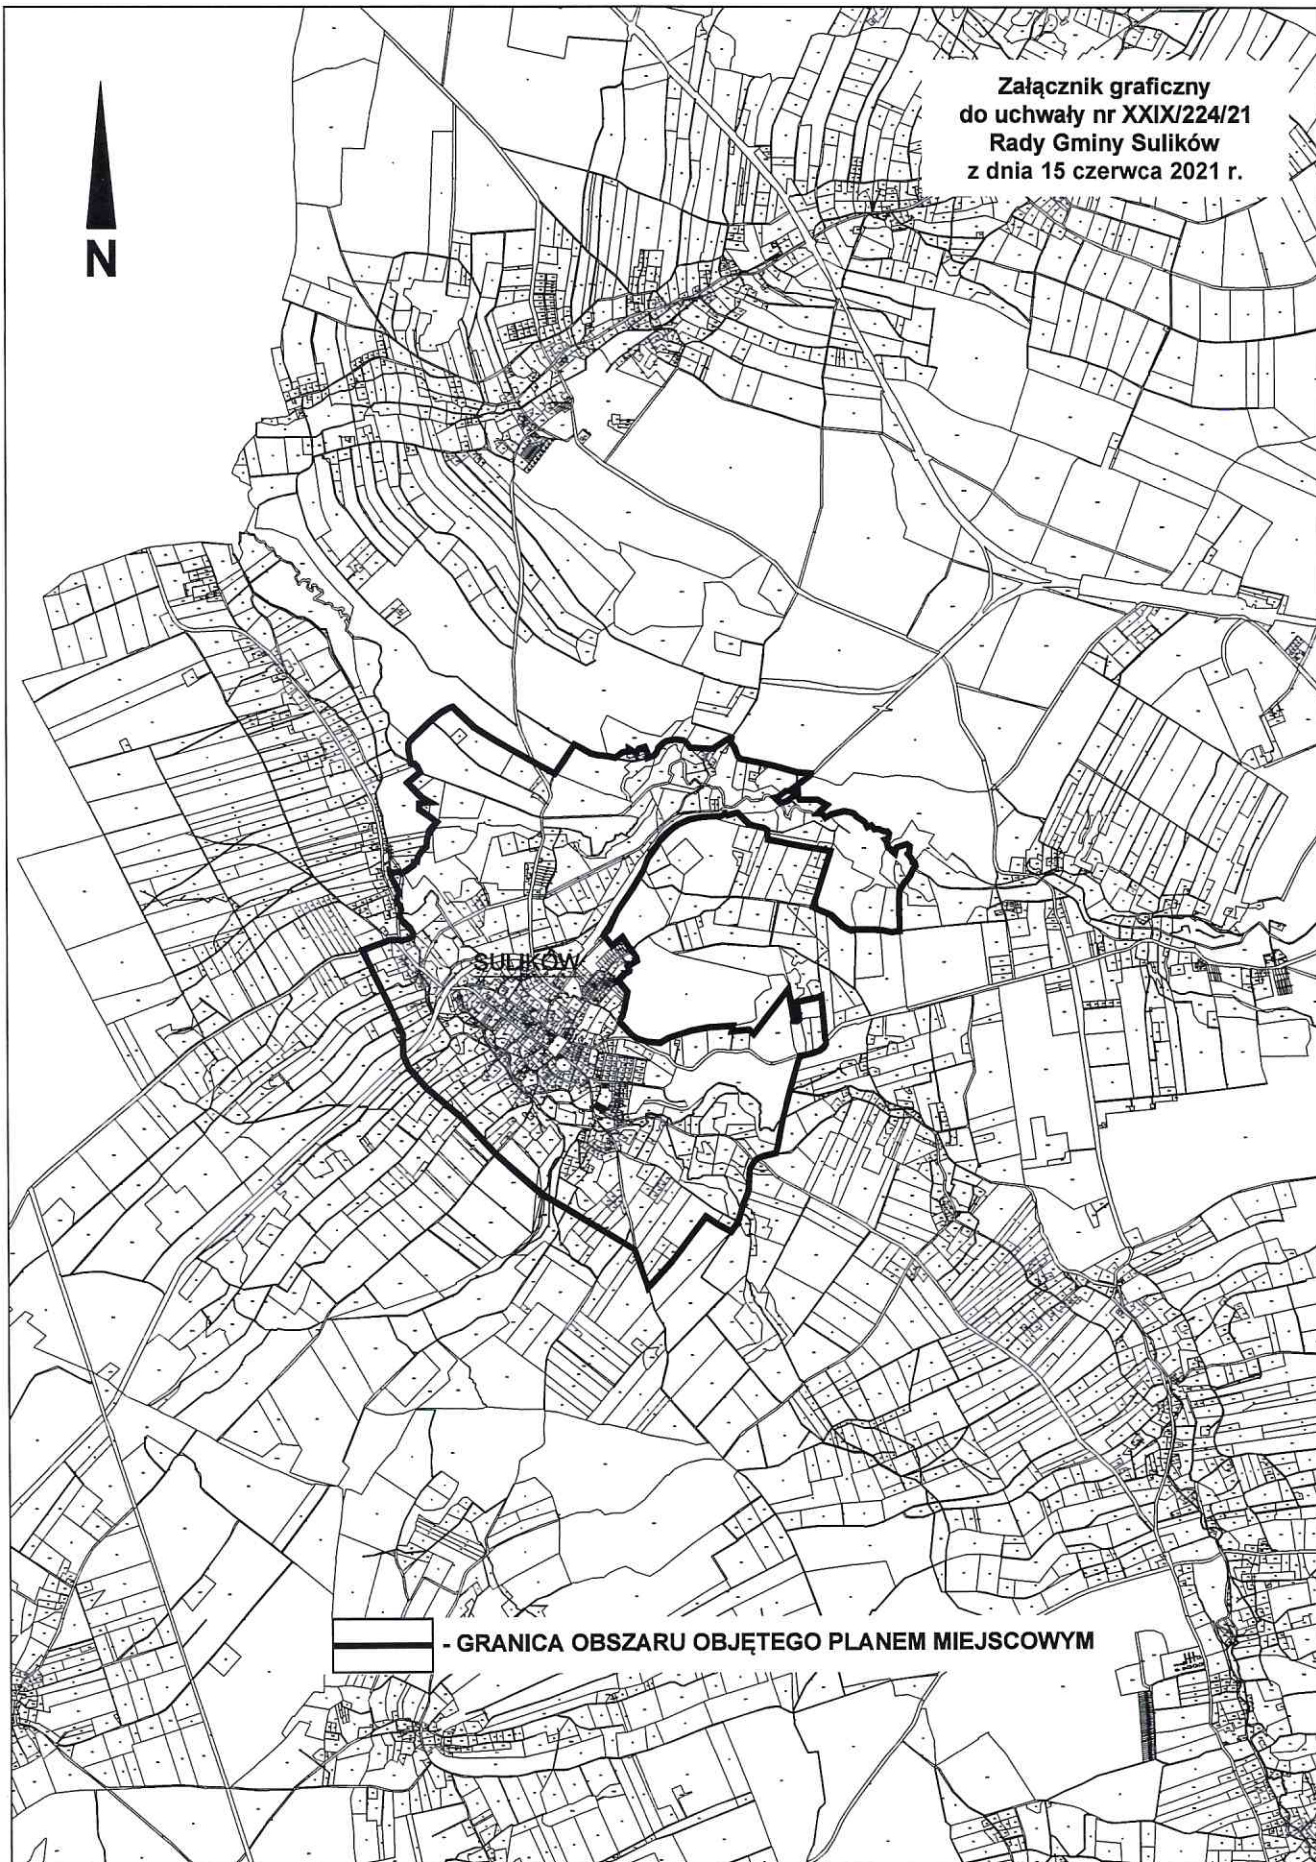 Załącznik graficzny
do uchwały nr XXIX/224/21
Rady Gminy Sulików
z dnia 15 czerwca 2021 r.
N
SULIKÓW
- GRANICA OBSZARU OBJĘTEGO PLANEM MIEJSCOWYM